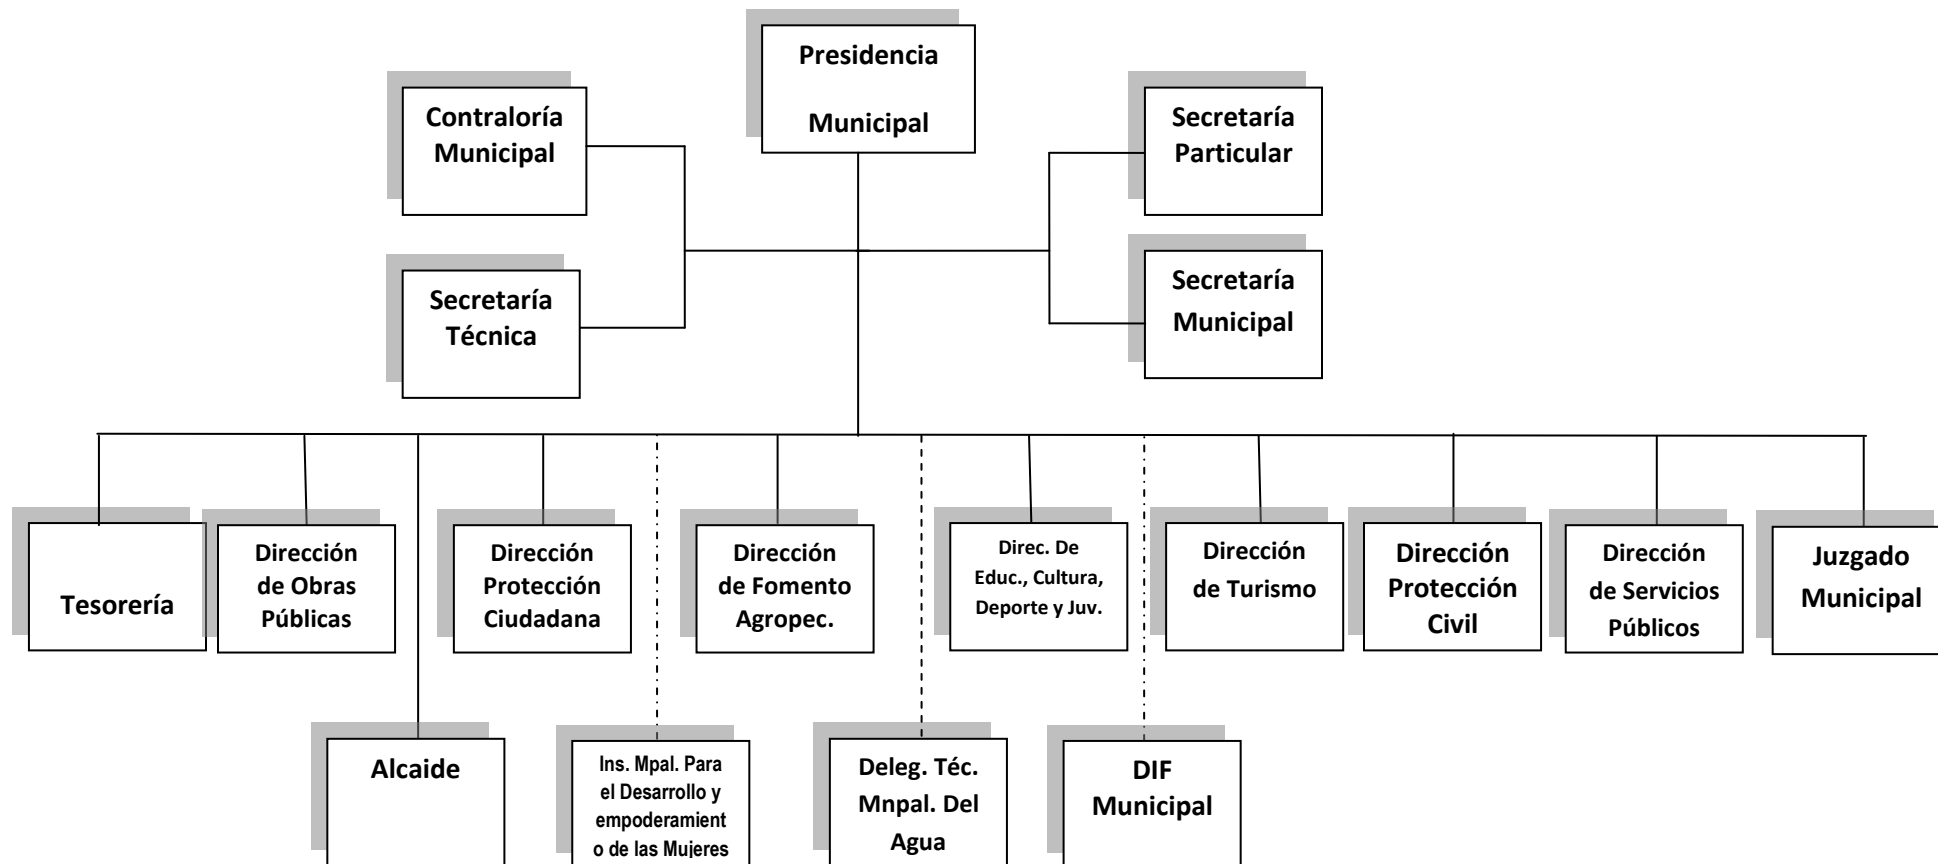 Presidencia
Municipal
Contraloría
Municipal
Secretaría
Particular
Secretaría
Técnica
Secretaría
Municipal
Tesorería
Dirección
de Obras
Públicas
Dirección
Protección
Ciudadana
Dirección
de Fomento
Agropec.
Direc. De
Educ., Cultura,
Deporte y Juv.
Dirección
de Turismo
Dirección
Protección
Civil
Dirección
de Servicios
Públicos
Juzgado
Municipal
Alcaide
Ins. Mpal. Para
el Desarrollo y
empoderamient
o de las Mujeres
Deleg. Téc.
Mnpal. Del
Agua
DIF
Municipal